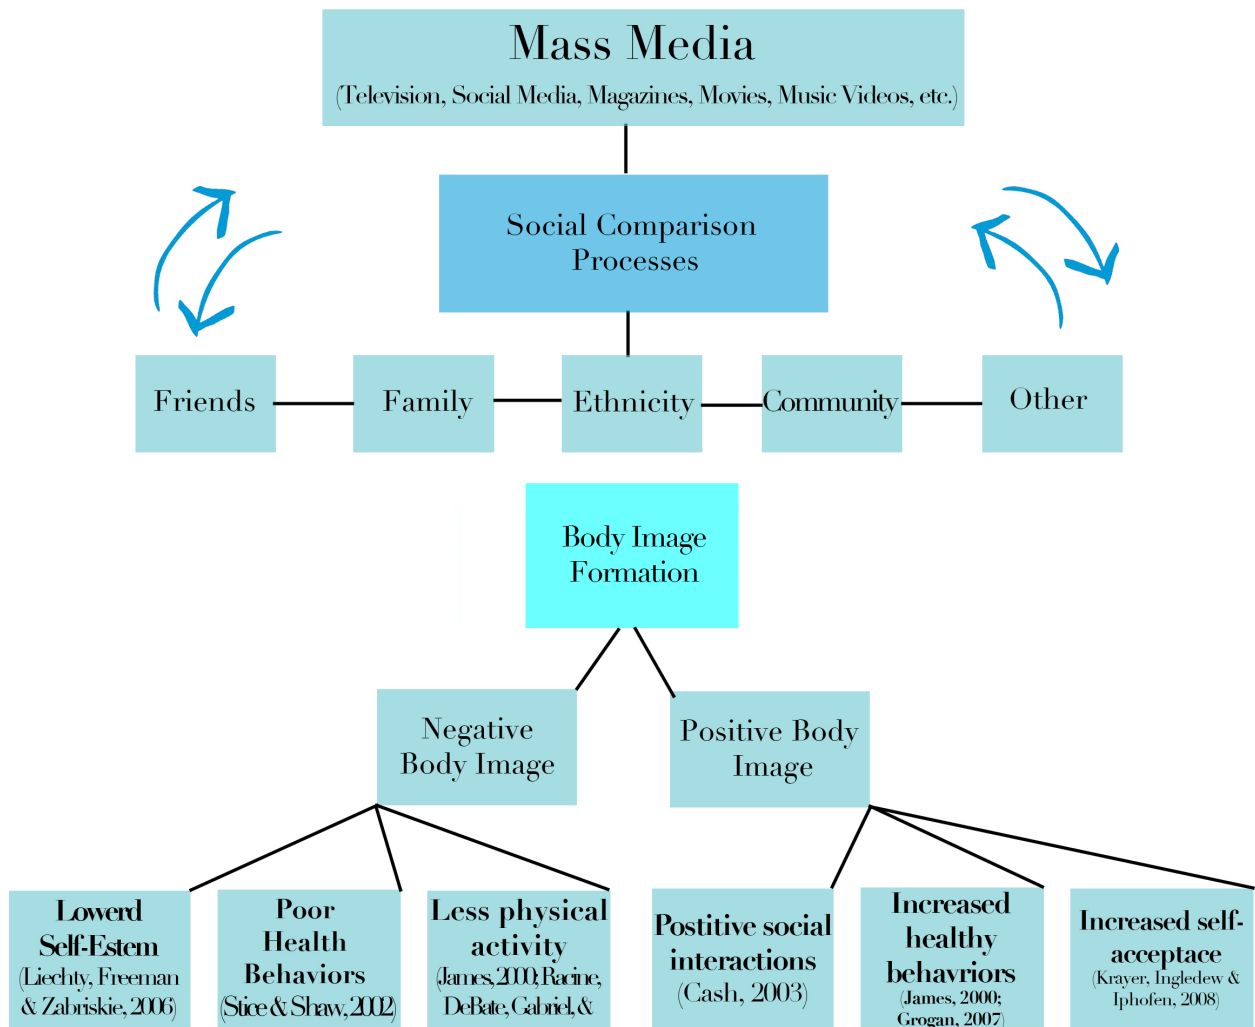 Mass Media
(Television, Social Media, Magazines, Movies, Music Videos, etc.)
Social Comparison
Processes
Friends
Family
Ethnicity
Community
Other
Body Image
Formation
Negative
Body Image
Positive Body
Image
Lowerd
Self-Estem
(Liechty, Freeman
& Zabriskie, 2006)
Poor
Health
Behaviors
(Stice & Shaw, 2002)
Less physical
activity
(James, 2000; Racine,
DeBate, Gabriel, &
Postitive social
interactions
(Cash, 2003)
Increased
healthy
behavriors
(James, 2000;
Grogan, 2007)
Increased self-
acceptace
(Krayer, Ingledew &
Iphofen, 2008)